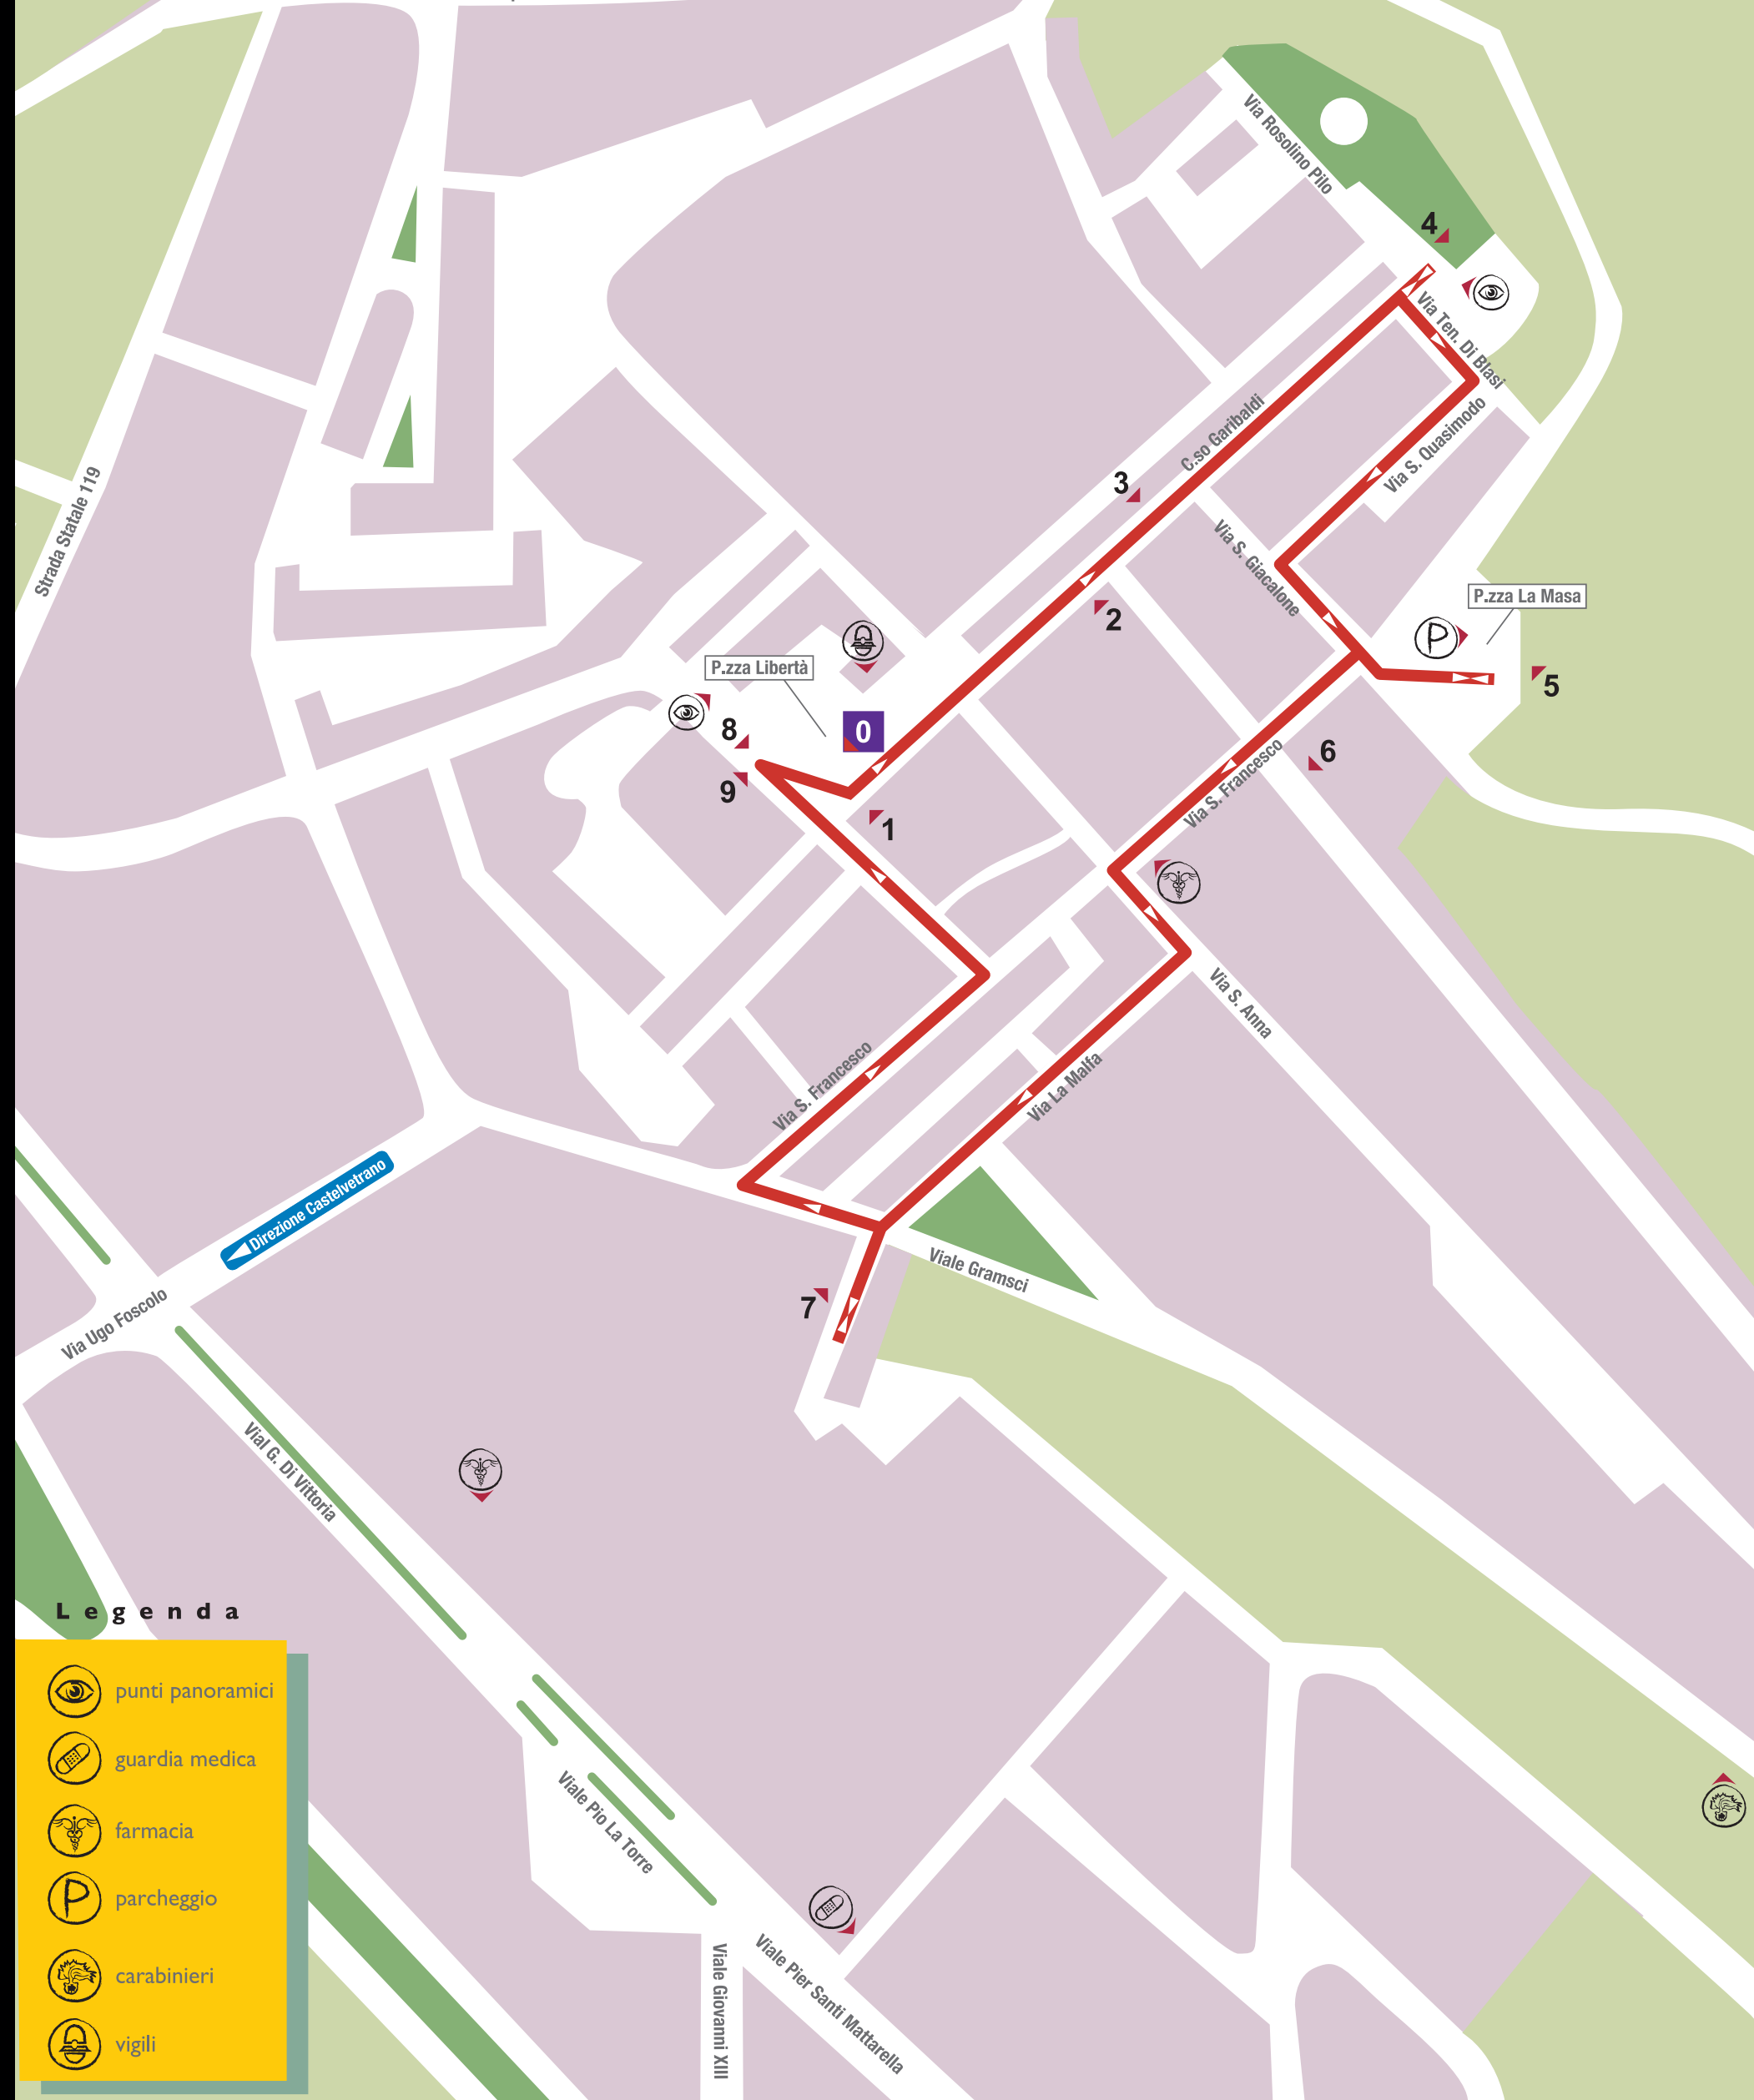 Via Rosolino Pilo
4
Via Ten. Di Blasi
C.so Garibaldi
Via S. Quasimodo
3
Strada Statale 119
Via S. Giacalone
P.zza La Masa
2
P
P.zza Libertà
5
8
0
6
9
1
Via S. Francesco
Via S. Anna
Via S. Francesco
Via La Malfa
Direzione Castelvetrano
Viale Gramsci
7
Via Ugo Foscolo
Vial G. Di Vittoria
Legenda
punti panoramici
guardia medica
farmacia
P parcheggio
carabinieri
vigili
Viale Pio La Torre
Viale Giovanni XIII
Viale Pier Santi Mattarella